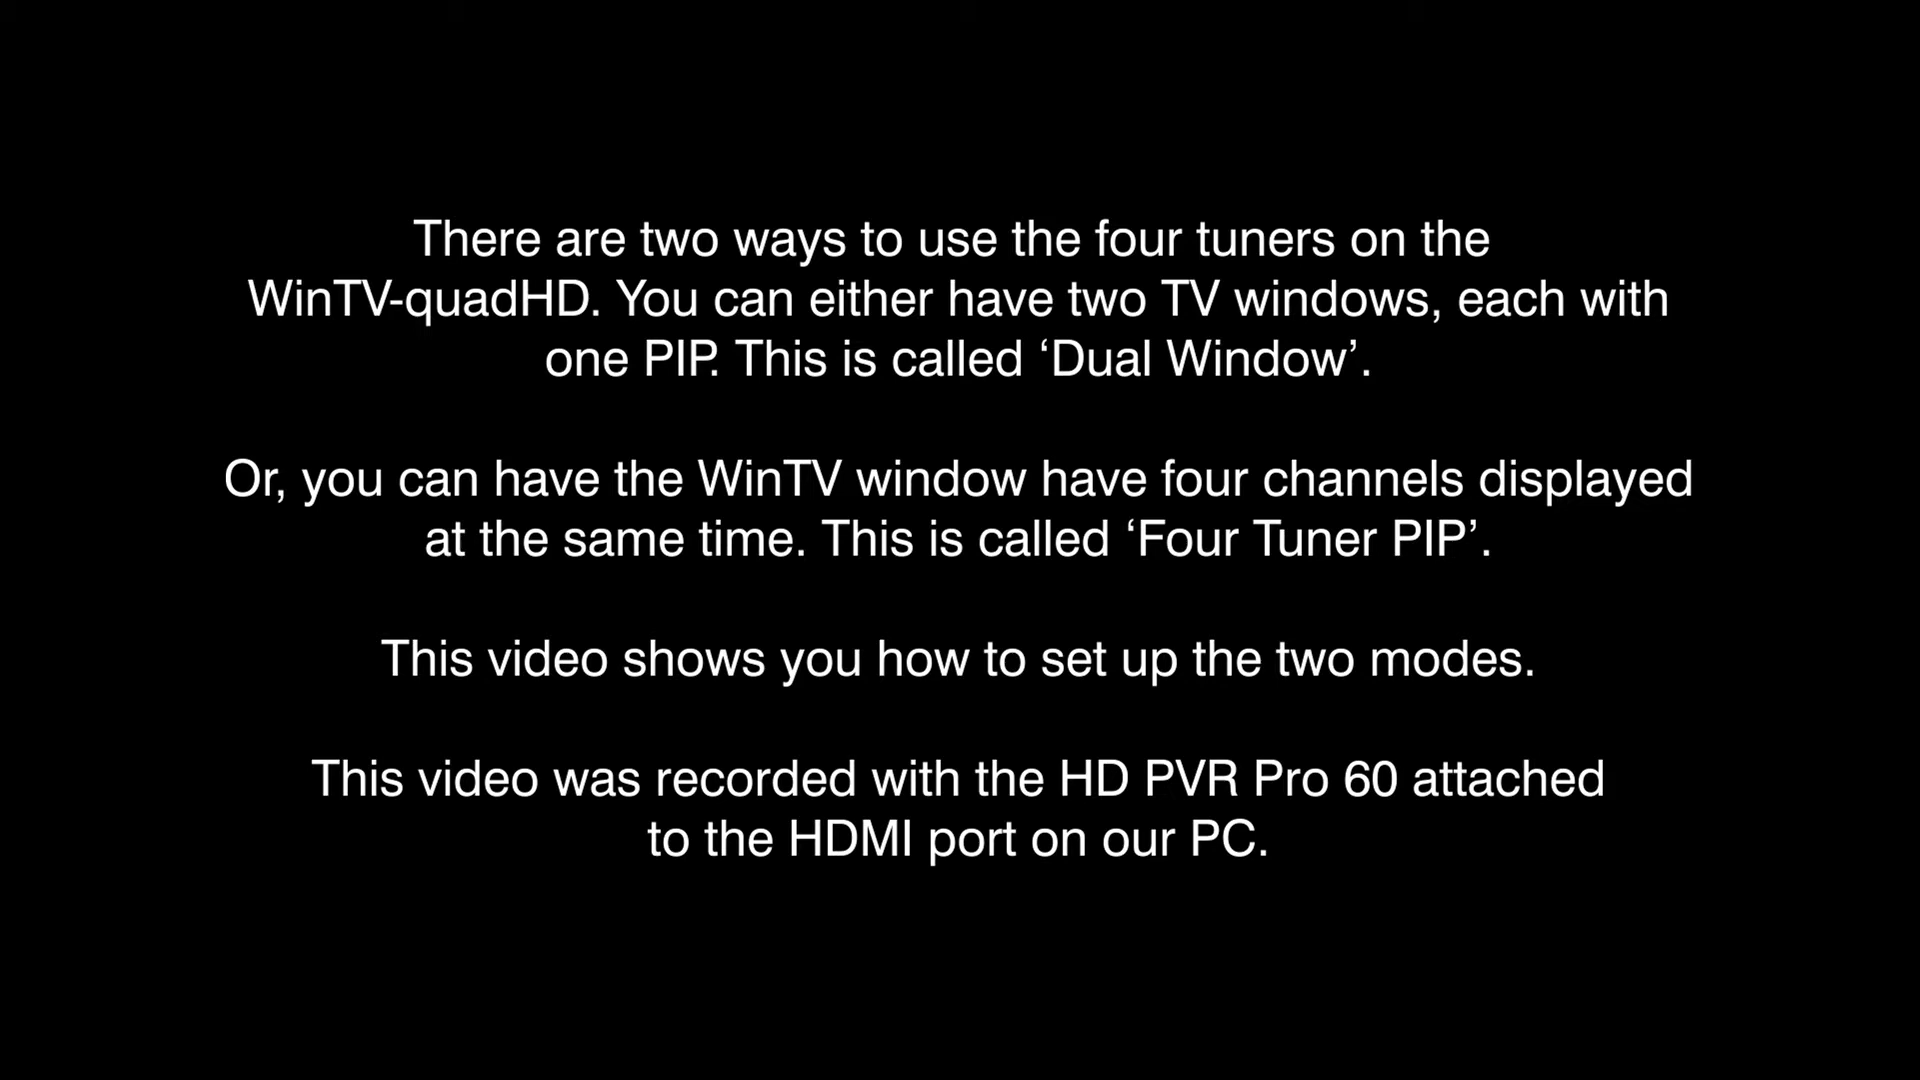 There are two ways to use the four tuners on the
WinTV-quadHD. You can either have two TV windows, each with
one PIP. This is called ‘Dual Window’.
Or, you can have the WinTV window have four channels displayed
at the same time. This is called ‘Four Tuner PIP’.
This video shows you how to set up the two modes.
This video was recorded with the HD PVR Pro 60 attached
to the HDMI port on our PC.